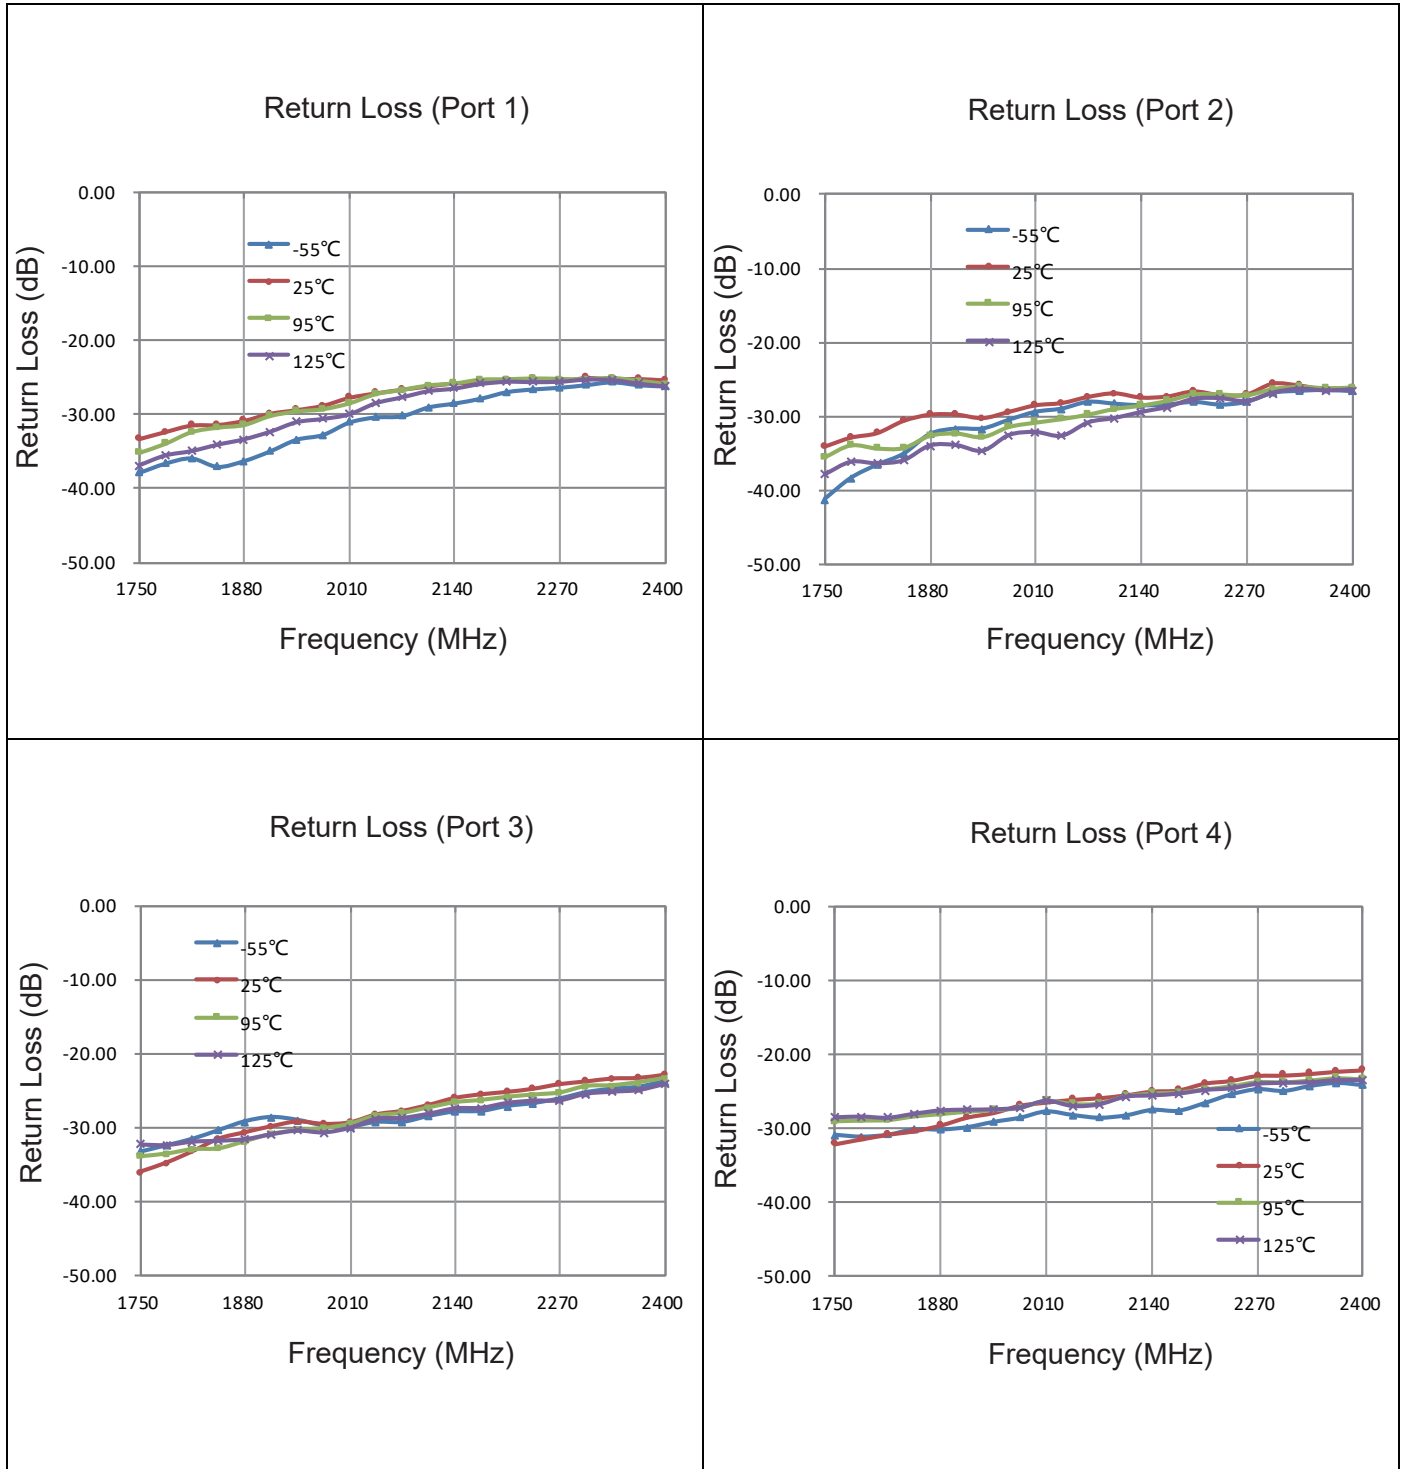 Return Loss (Port 1)
Return Loss (dB)
0.00
-10.00
-20.00
-30.00
-40.00
-50.00
-55℃
25℃
95℃
125℃
1750 1880 2010 2140 2270 2400
Frequency (MHz)
Return Loss (Port 2)
Return Loss (dB)
0.00
-10.00
-20.00
-30.00
-40.00
-50.00
-55℃
25℃
95℃
125℃
1750 1880 2010 2140 2270 2400
Frequency (MHz)
Return Loss (Port 3)
Return Loss (dB)
0.00
-10.00
-20.00
-30.00
-40.00
-50.00
-55℃
25℃
95℃
125℃
1750 1880 2010 2140 2270 2400
Frequency (MHz)
Return Loss (Port 4)
Return Loss (dB)
0.00
-10.00
-20.00
-30.00
-40.00
-50.00
-55℃
25℃
95℃
125℃
1750 1880 2010 2140 2270 2400
Frequency (MHz)